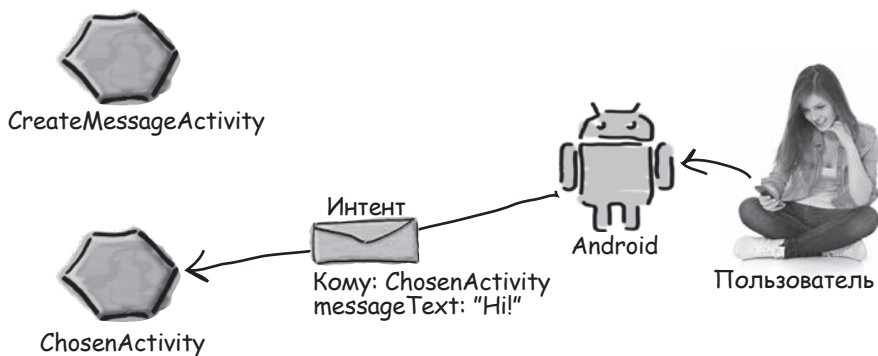 CreateMessageActivity
Интент
Android
Кому: ChosenActivity
messageText: "Hi!"
Пользователь
ChosenActivity